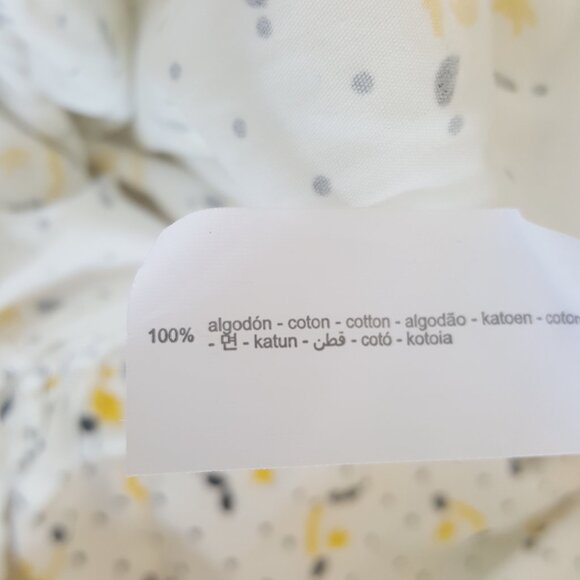 100% algodón - coton - cotton - algodão - katoen - coton
- 면 - katun - قطن - cotó - kotoia